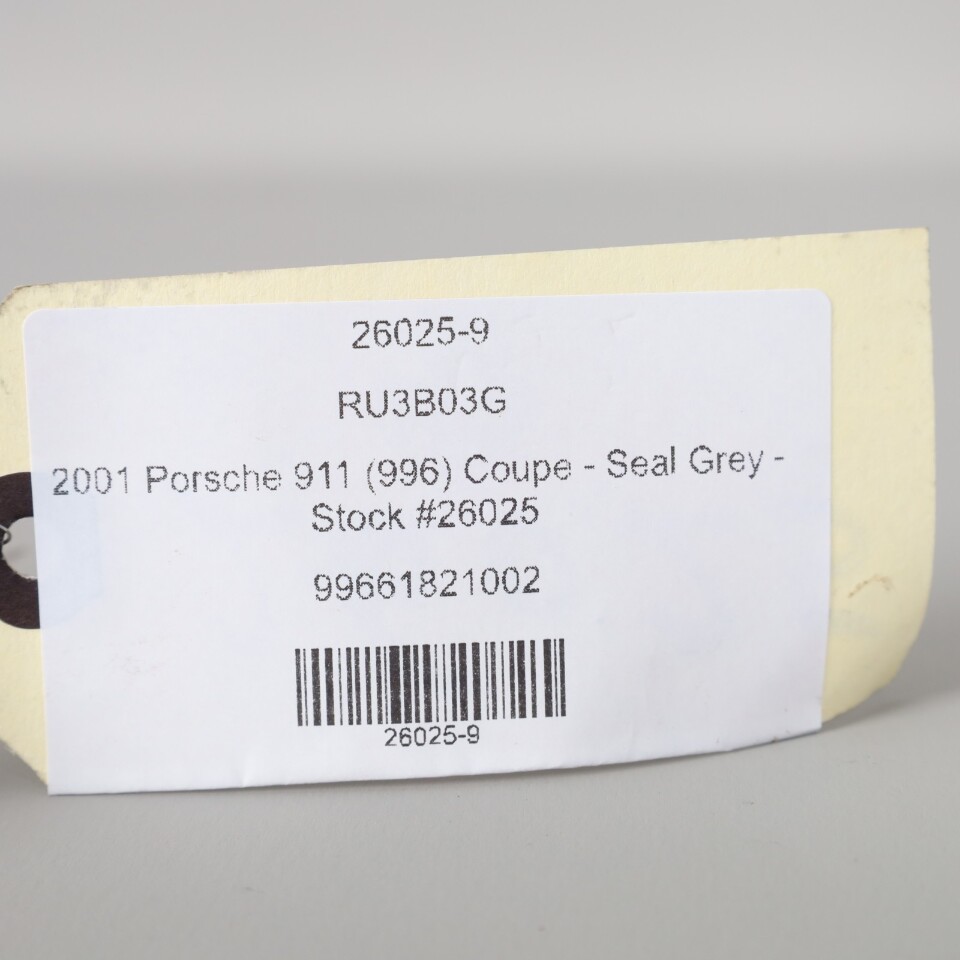 26025-9
RU3B03G
2001 Porsche 911 (996) Coupe - Seal Grey -
Stock #26025
99661821002
26025-9